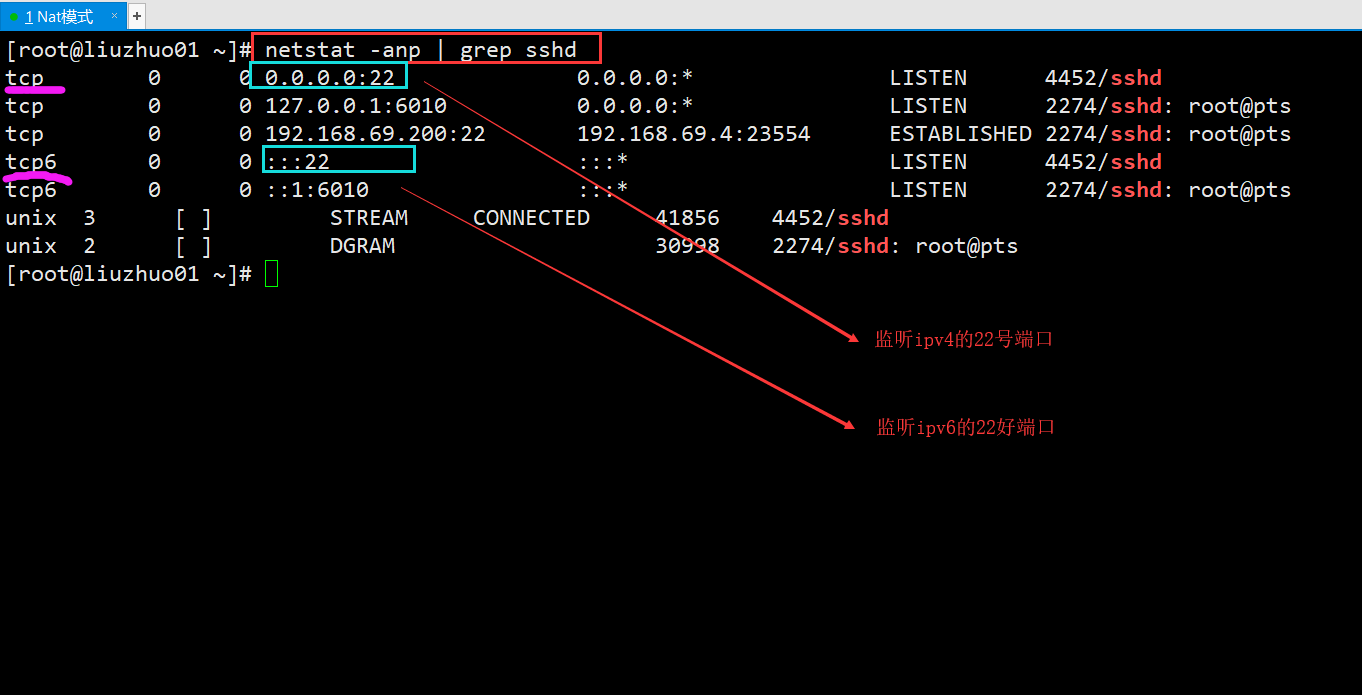 1 Nat模式 × +
[root@liuzhuo01 ~]# netstat -anp | grep sshd
tcp 0 0 0.0.0.0:22 0.0.0.0:* LISTEN 4452/sshd
tcp 0 0 127.0.0.1:6010 0.0.0.0:* LISTEN 2274/sshd: root@pts
tcp 0 0 192.168.69.200:22 192.168.69.4:23554 ESTABLISHED 2274/sshd: root@pts
tcp6 0 0 :::22 :::* LISTEN 4452/sshd
tcp6 0 0 ::1:6010 :::* LISTEN 2274/sshd: root@pts
unix 3 [ ] STREAM CONNECTED 41856 4452/sshd
unix 2 [ ] DGRAM 30998 2274/sshd: root@pts
[root@liuzhuo01 ~]#
监听ipv4的22号端口
监听ipv6的22好端口